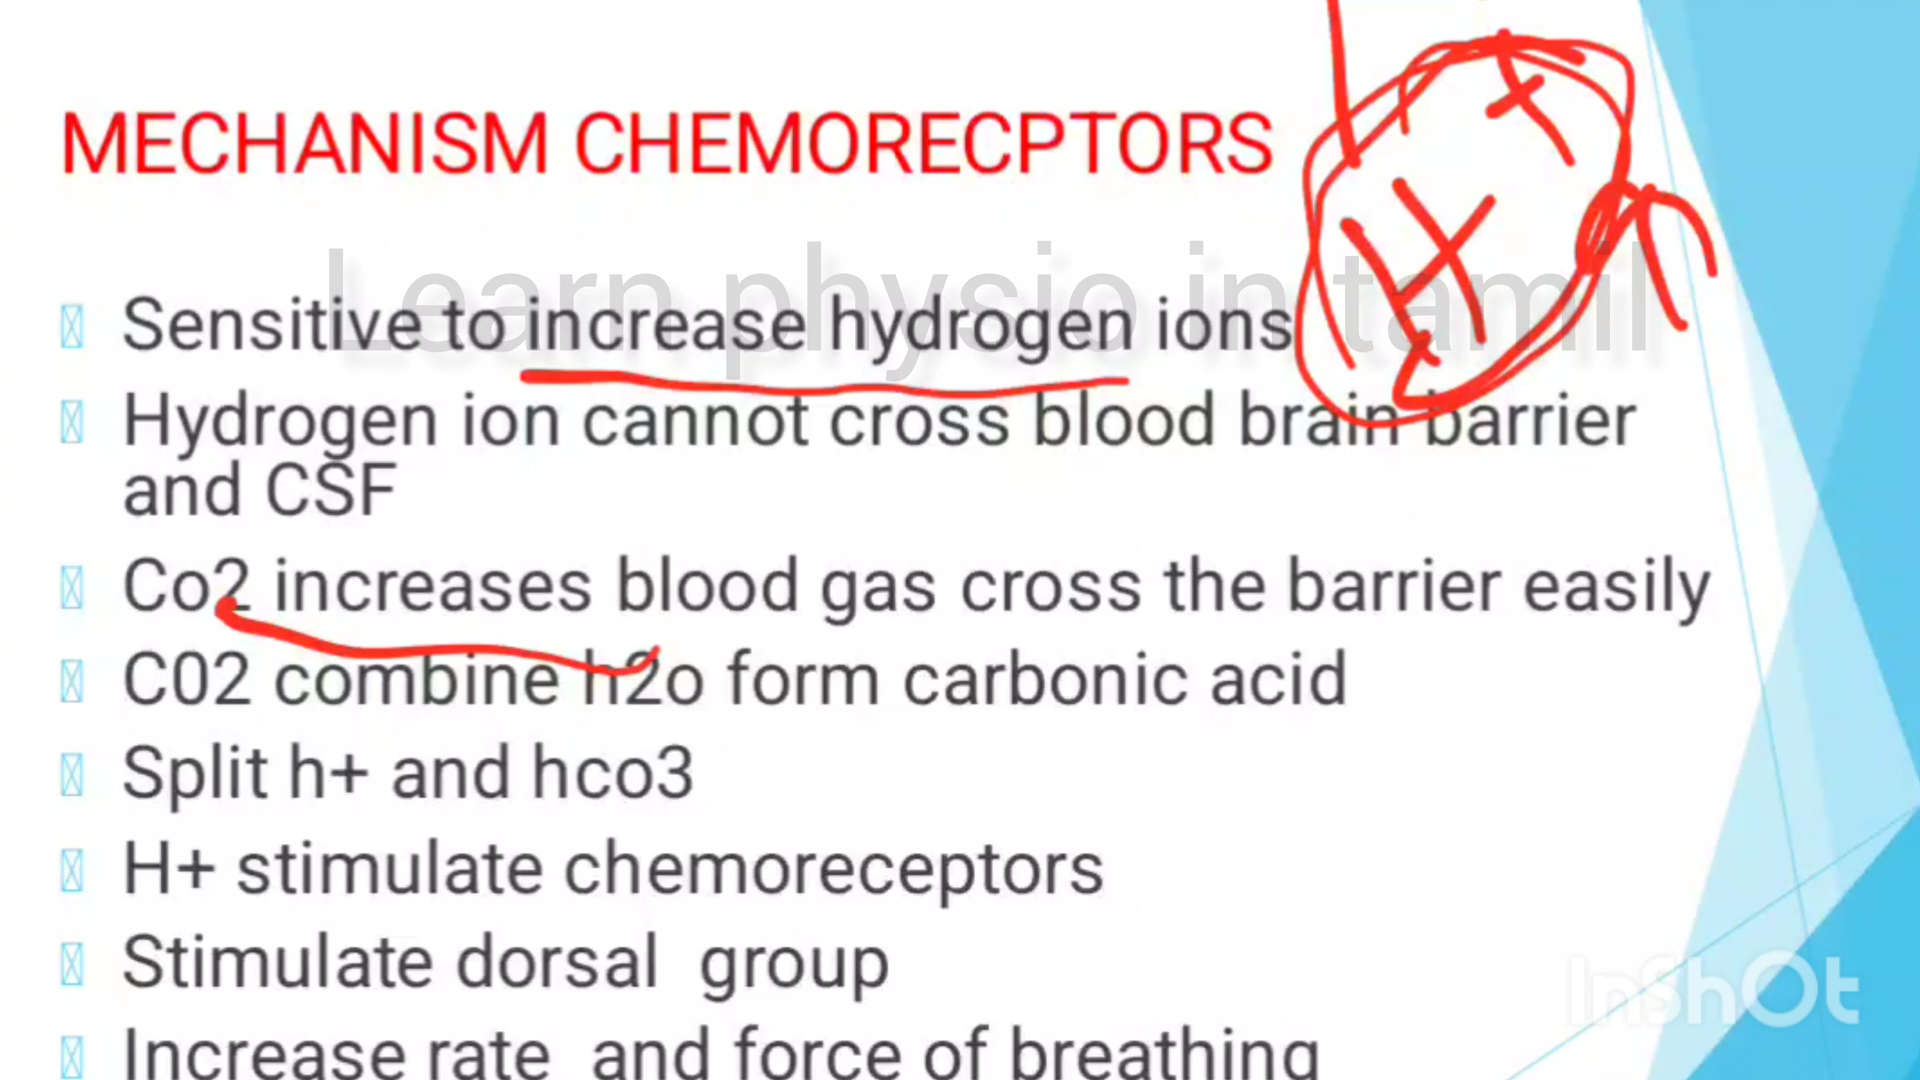 MECHANISM CHEMORECPTORS
Learn physio in tamil
Sensitive to increase hydrogen ions
Hydrogen ion cannot cross blood brain barrier
and CSF
Co2 increases blood gas cross the barrier easily
C02 combine h2o form carbonic acid
Split h+ and hco3
H+ stimulate chemoreceptors
Stimulate dorsal group
InShOt
Increase rate and force of breathing